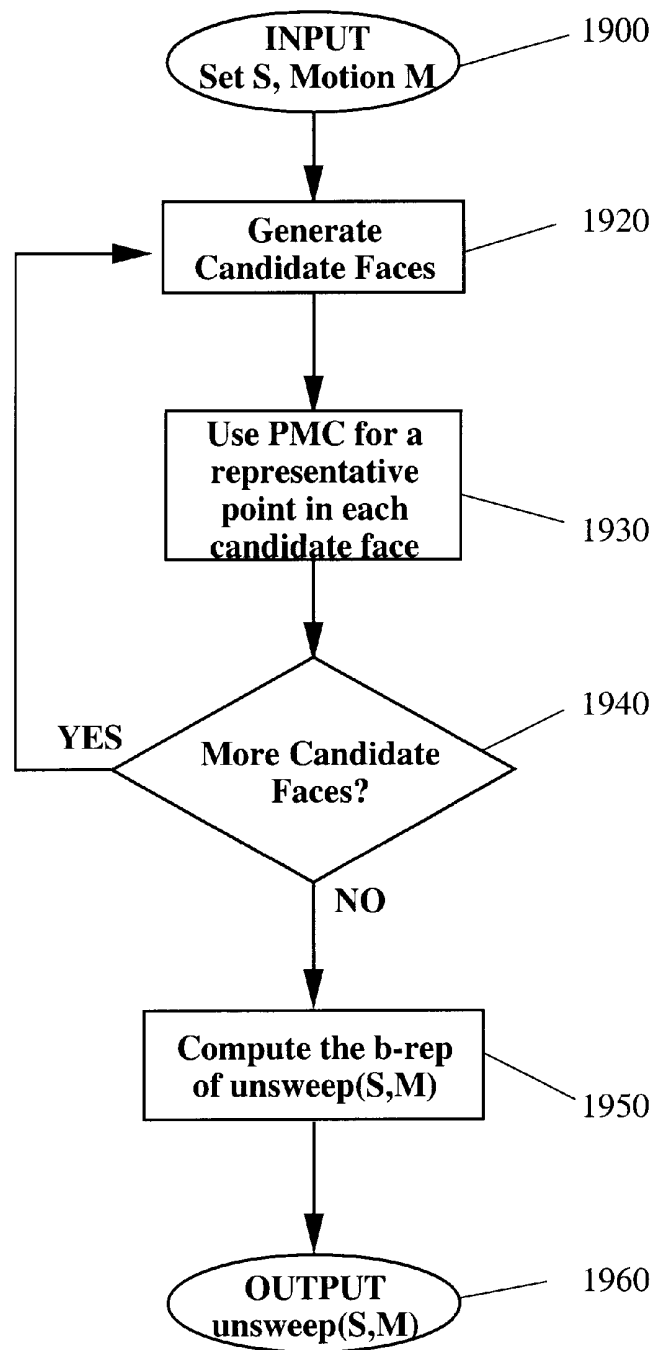 INPUT
Set S, Motion M
1900
Generate
Candidate Faces
1920
Use PMC for a
representative
point in each
candidate face
1930
More Candidate
Faces?
1940
YES
NO
Compute the b-rep
of unsweep(S,M)
1950
OUTPUT
unsweep(S,M)
1960